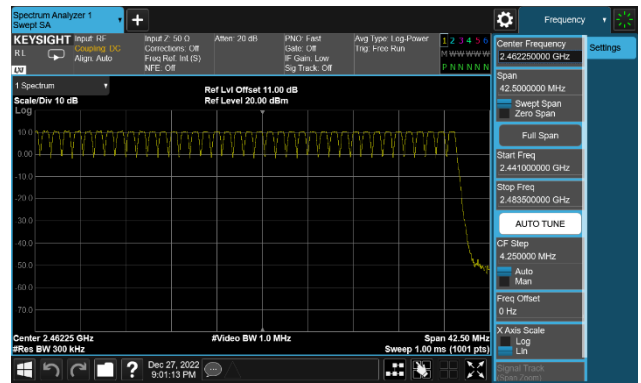 Spectrum Analyzer 1
Swept SA
Frequency
KEYSIGHT
Input: RF
Coupling: DC
Align: Auto
Input Z: 50 Ω
Corrections: Off
Freq Ref: Int (S)
NFE: Off
Atten: 20 dB
PNO: Fast
Gate: Off
IF Gain: Low
Sig Track: Off
Avg Type: Log-Power
Trig: Free Run
1 2 3 4 5 6
M W W W W W
P N N N N N
RL
LXI
1 Spectrum
Scale/Div 10 dB
Ref Lvl Offset 11.00 dB
Ref Level 20.00 dBm
Log
10.0
0.00
-10.0
-20.0
-30.0
-40.0
-50.0
-60.0
-70.0
Center 2.46225 GHz
#Res BW 300 kHz
#Video BW 1.0 MHz
Span 42.50 MHz
Sweep 1.00 ms (1001 pts)
Dec 27, 2022
9:01:13 PM
Center Frequency
2.462250000 GHz
Settings
Span
42.5000000 MHz
Swept Span
Zero Span
Full Span
Start Freq
2.441000000 GHz
Stop Freq
2.483500000 GHz
AUTO TUNE
CF Step
4.250000 MHz
Auto
Man
Freq Offset
0 Hz
X Axis Scale
Log
Lin
Signal Track
(Span Zoom)